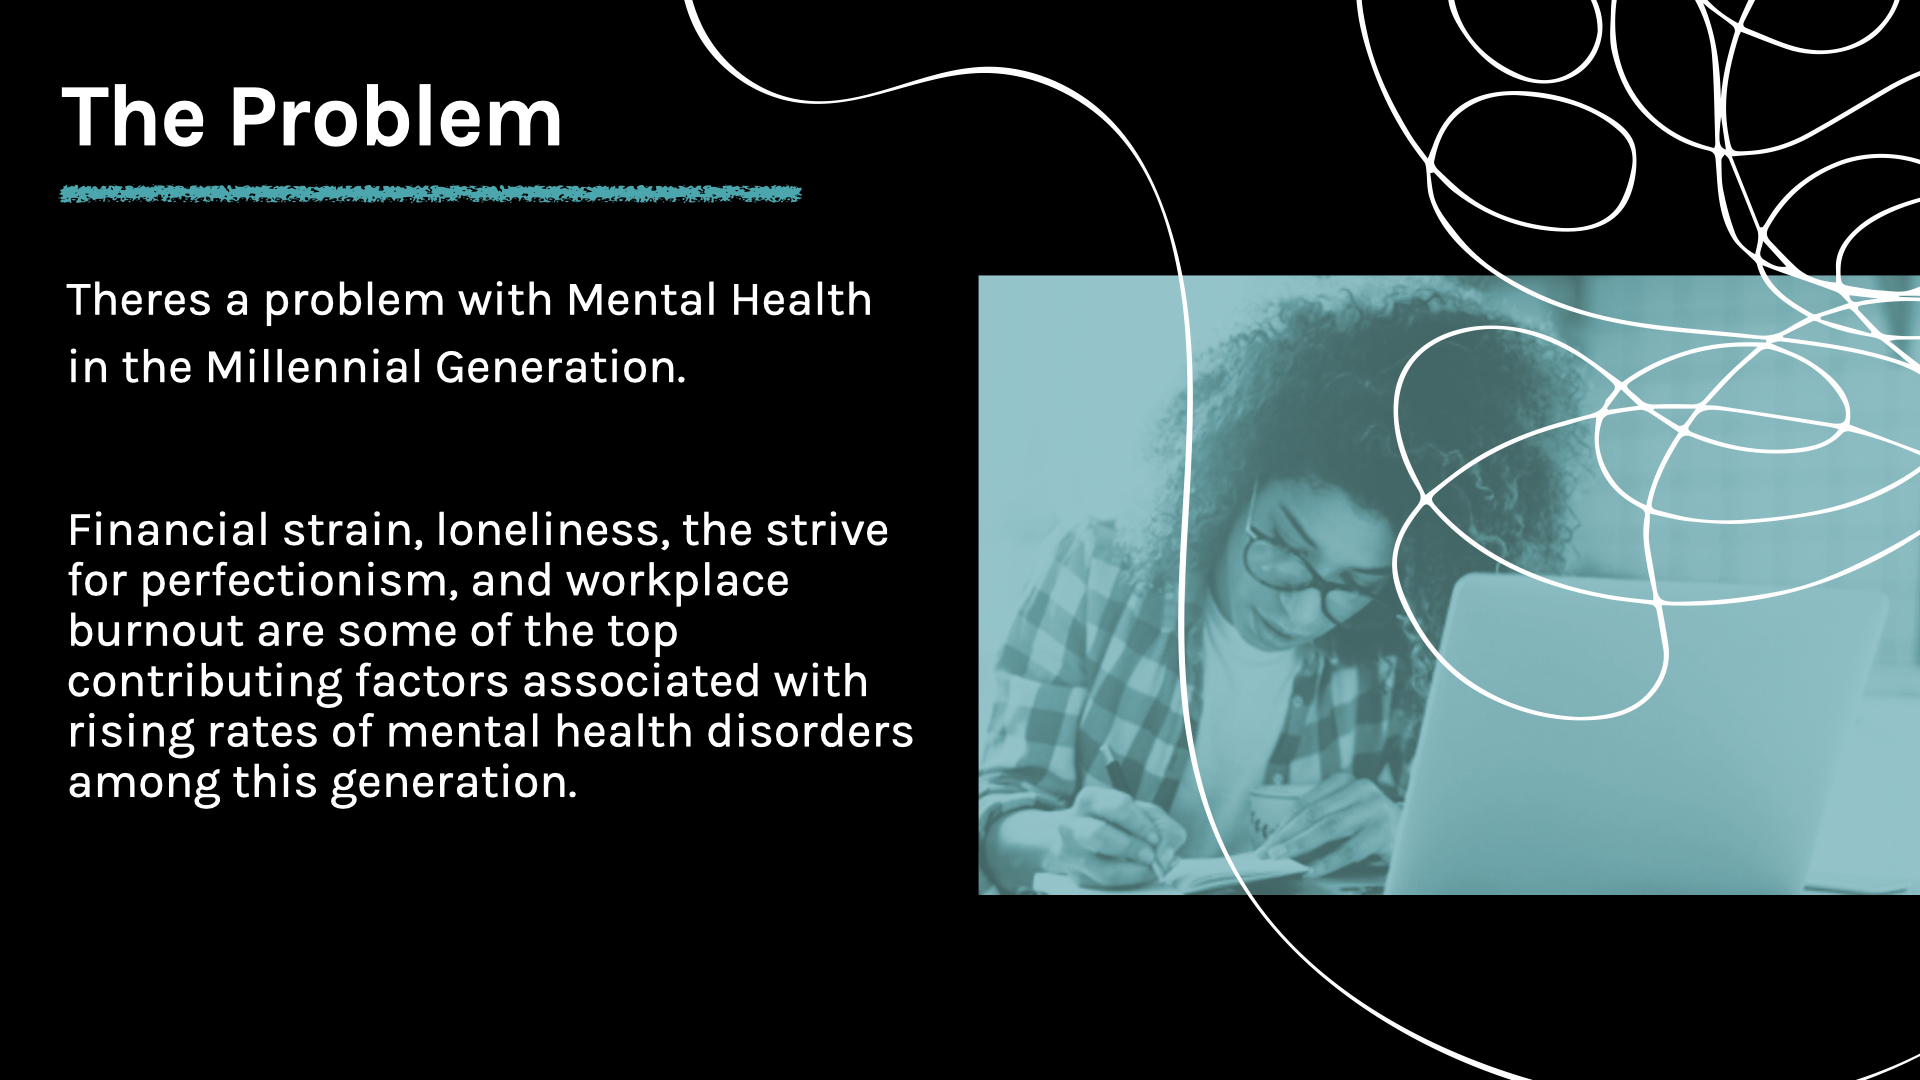 The Problem
Theres a problem with Mental Health
in the Millennial Generation.
Financial strain, loneliness, the strive
for perfectionism, and workplace
burnout are some of the top
contributing factors associated with
rising rates of mental health disorders
among this generation.